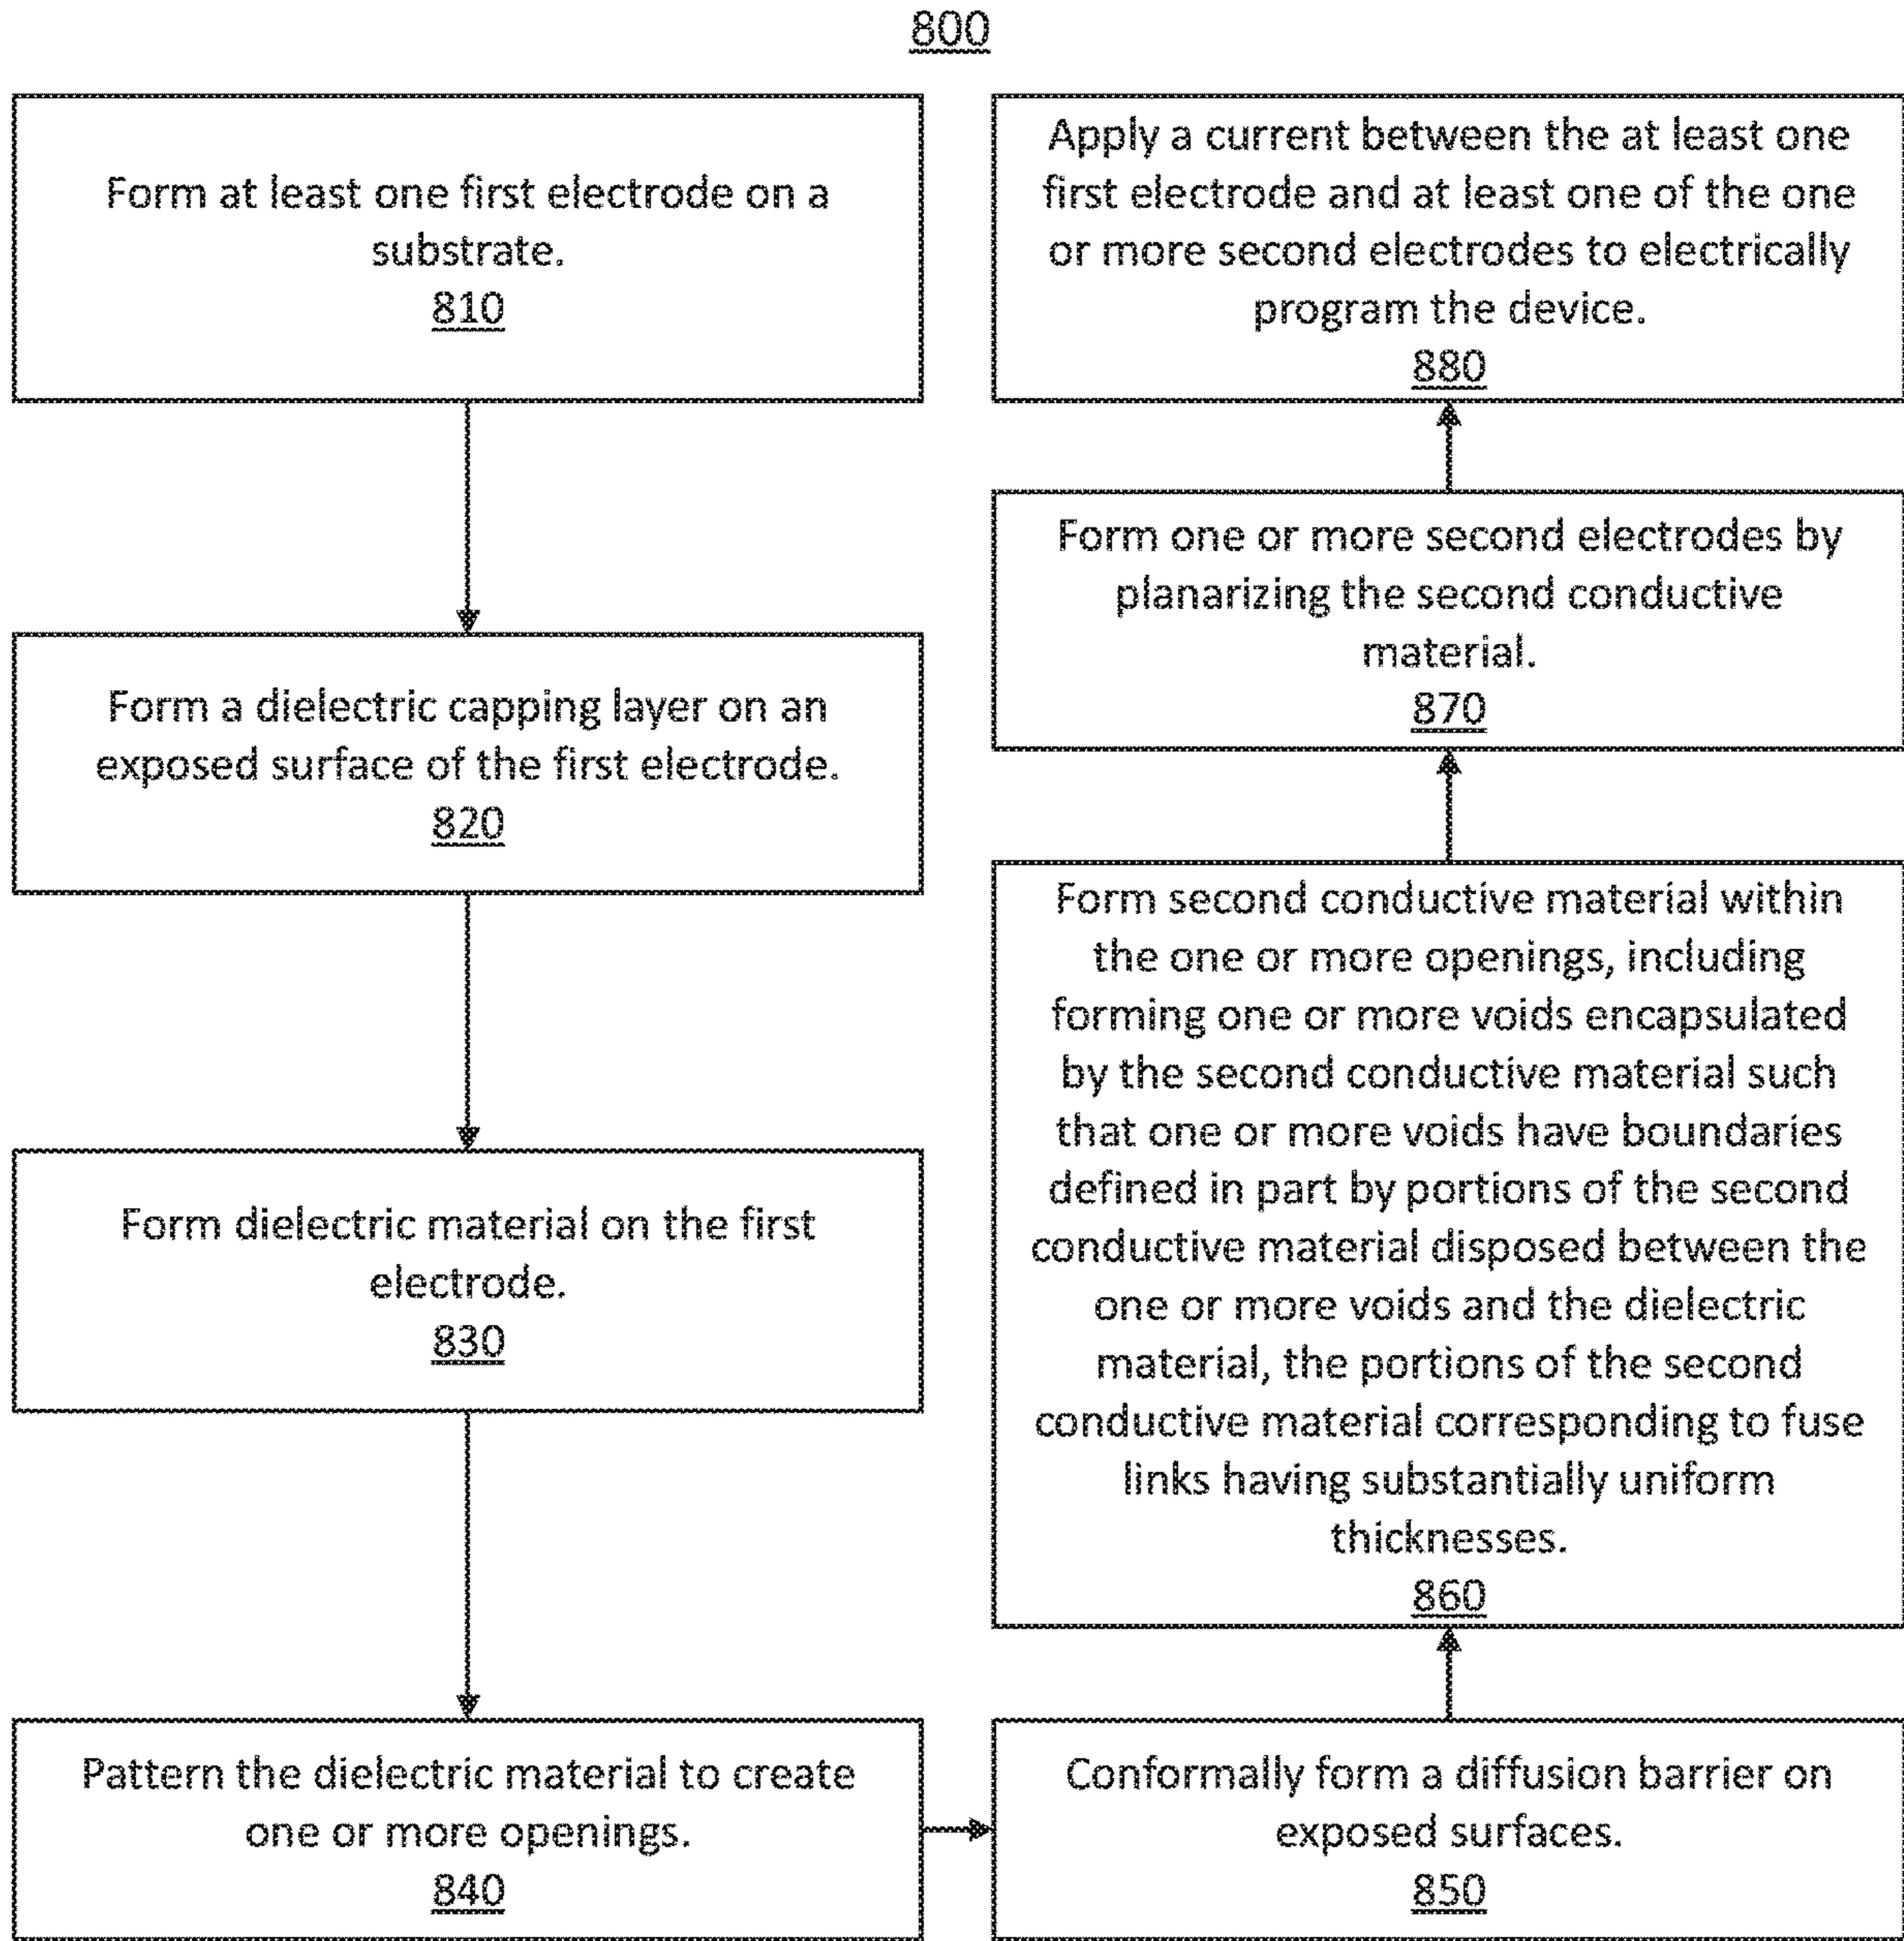 800
Form at least one first electrode on a
substrate.
810
Form a dielectric capping layer on an
exposed surface of the first electrode.
820
Form dielectric material on the first
electrode.
830
Pattern the dielectric material to create
one or more openings.
840
Conformally form a diffusion barrier on
exposed surfaces.
850
Form second conductive material within
the one or more openings, including
forming one or more voids encapsulated
by the second conductive material such
that one or more voids have boundaries
defined in part by portions of the second
conductive material disposed between the
one or more voids and the dielectric
material, the portions of the second
conductive material corresponding to fuse
links having substantially uniform
thicknesses.
860
Form one or more second electrodes by
planarizing the second conductive
material.
870
Apply a current between the at least one
first electrode and at least one of the one
or more second electrodes to electrically
program the device.
880